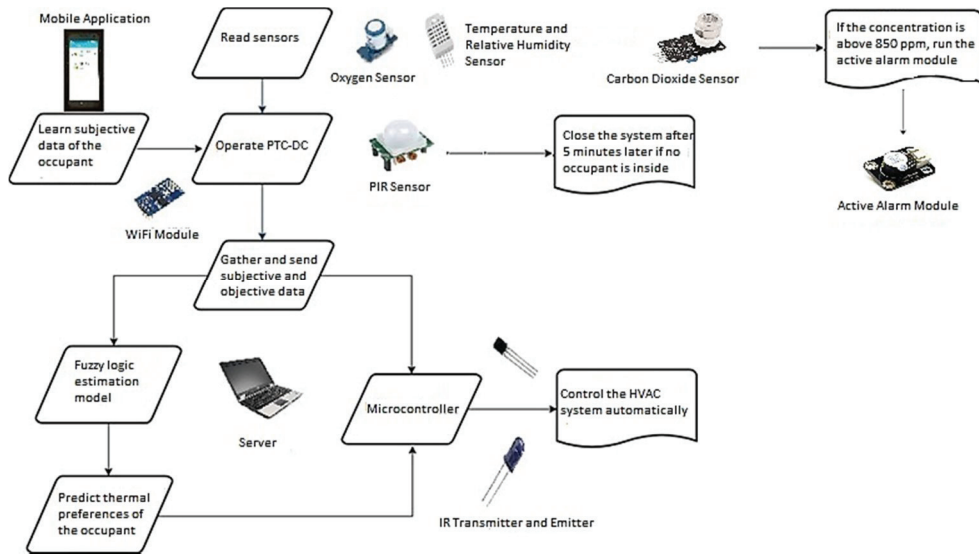 Mobile Application
Read sensors
Oxygen Sensor
Temperature and
Relative Humidity
Sensor
Carbon Dioxide Sensor
If the concentration is
above 850 ppm, run the
active alarm module
Learn subjective
data of the
occupant
Operate PTC-DC
PIR Sensor
Close the system after
5 minutes later if no
occupant is inside
Active Alarm Module
WiFi Module
Gather and send
subjective and
objective data
Fuzzy logic
estimation
model
Server
Microcontroller
Control the HVAC
system automatically
Predict thermal
preferences of
the occupant
IR Transmitter and Emitter